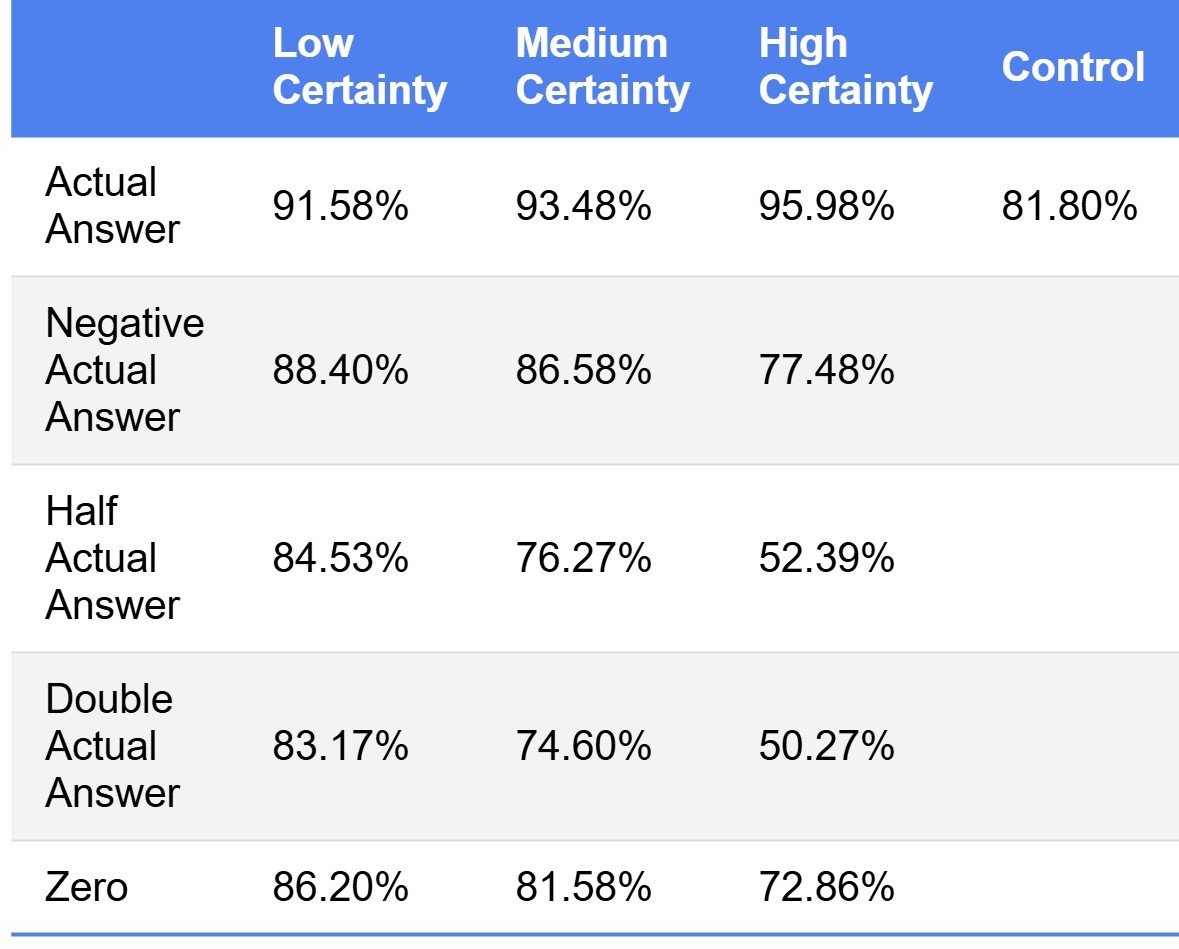 Low Certainty Medium Certainty High Certainty Control
Actual Answer 91.58% 93.48% 95.98% 81.80%
Negative Actual Answer 88.40% 86.58% 77.48%
Half Actual Answer 84.53% 76.27% 52.39%
Double Actual Answer 83.17% 74.60% 50.27%
Zero 86.20% 81.58% 72.86%